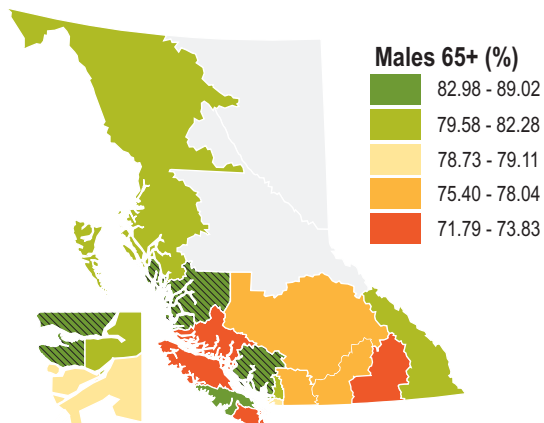 Males 65+ (%)
82.98 - 89.02
79.58 - 82.28
78.73 - 79.11
75.40 - 78.04
71.79 - 73.83